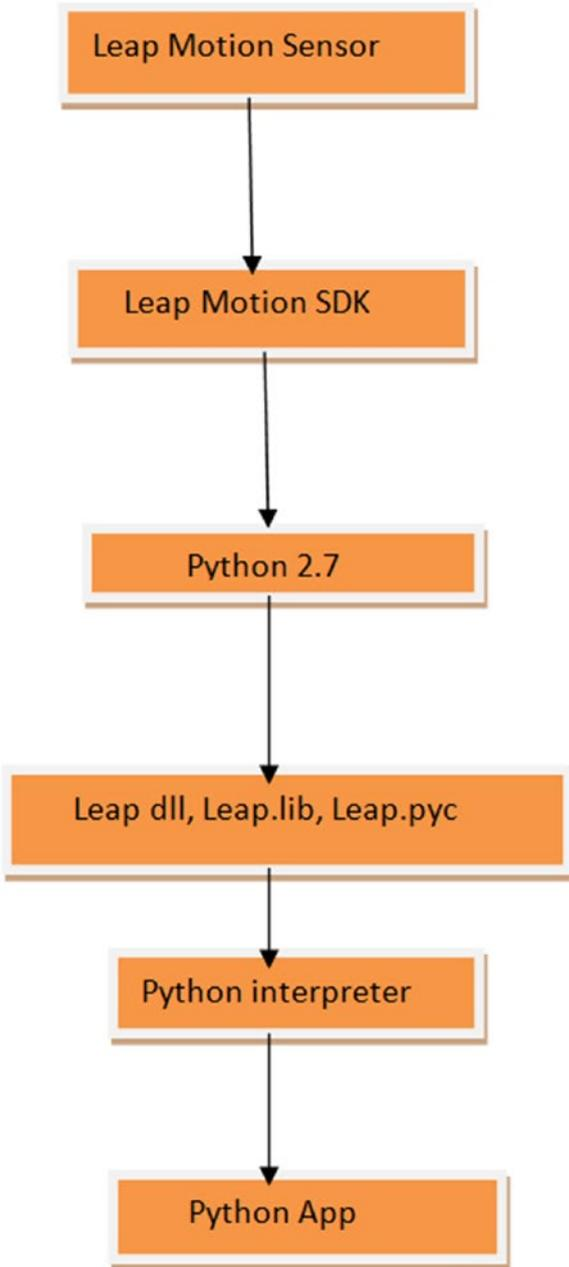 Leap Motion Sensor
Leap Motion SDK
Python 2.7
Leap dll, Leap.lib, Leap.pyc
Python interpreter
Python App